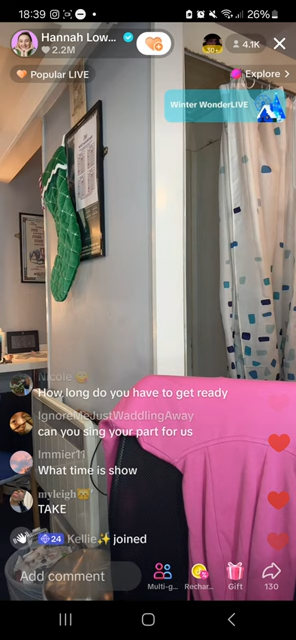 18:39
26%
Hannah Low...
2.2M
30+
4.1K
Popular LIVE
Explore >
Winter WonderLIVE
Nicole
How long do you have to get ready
IgnoreMeJustWaddlingAway
can you sing your part for us
Immier11
What time is show
myleigh
TAKE
24 Kellie✨ joined
Add comment
Multi-g...
Rechar...
Gift
130